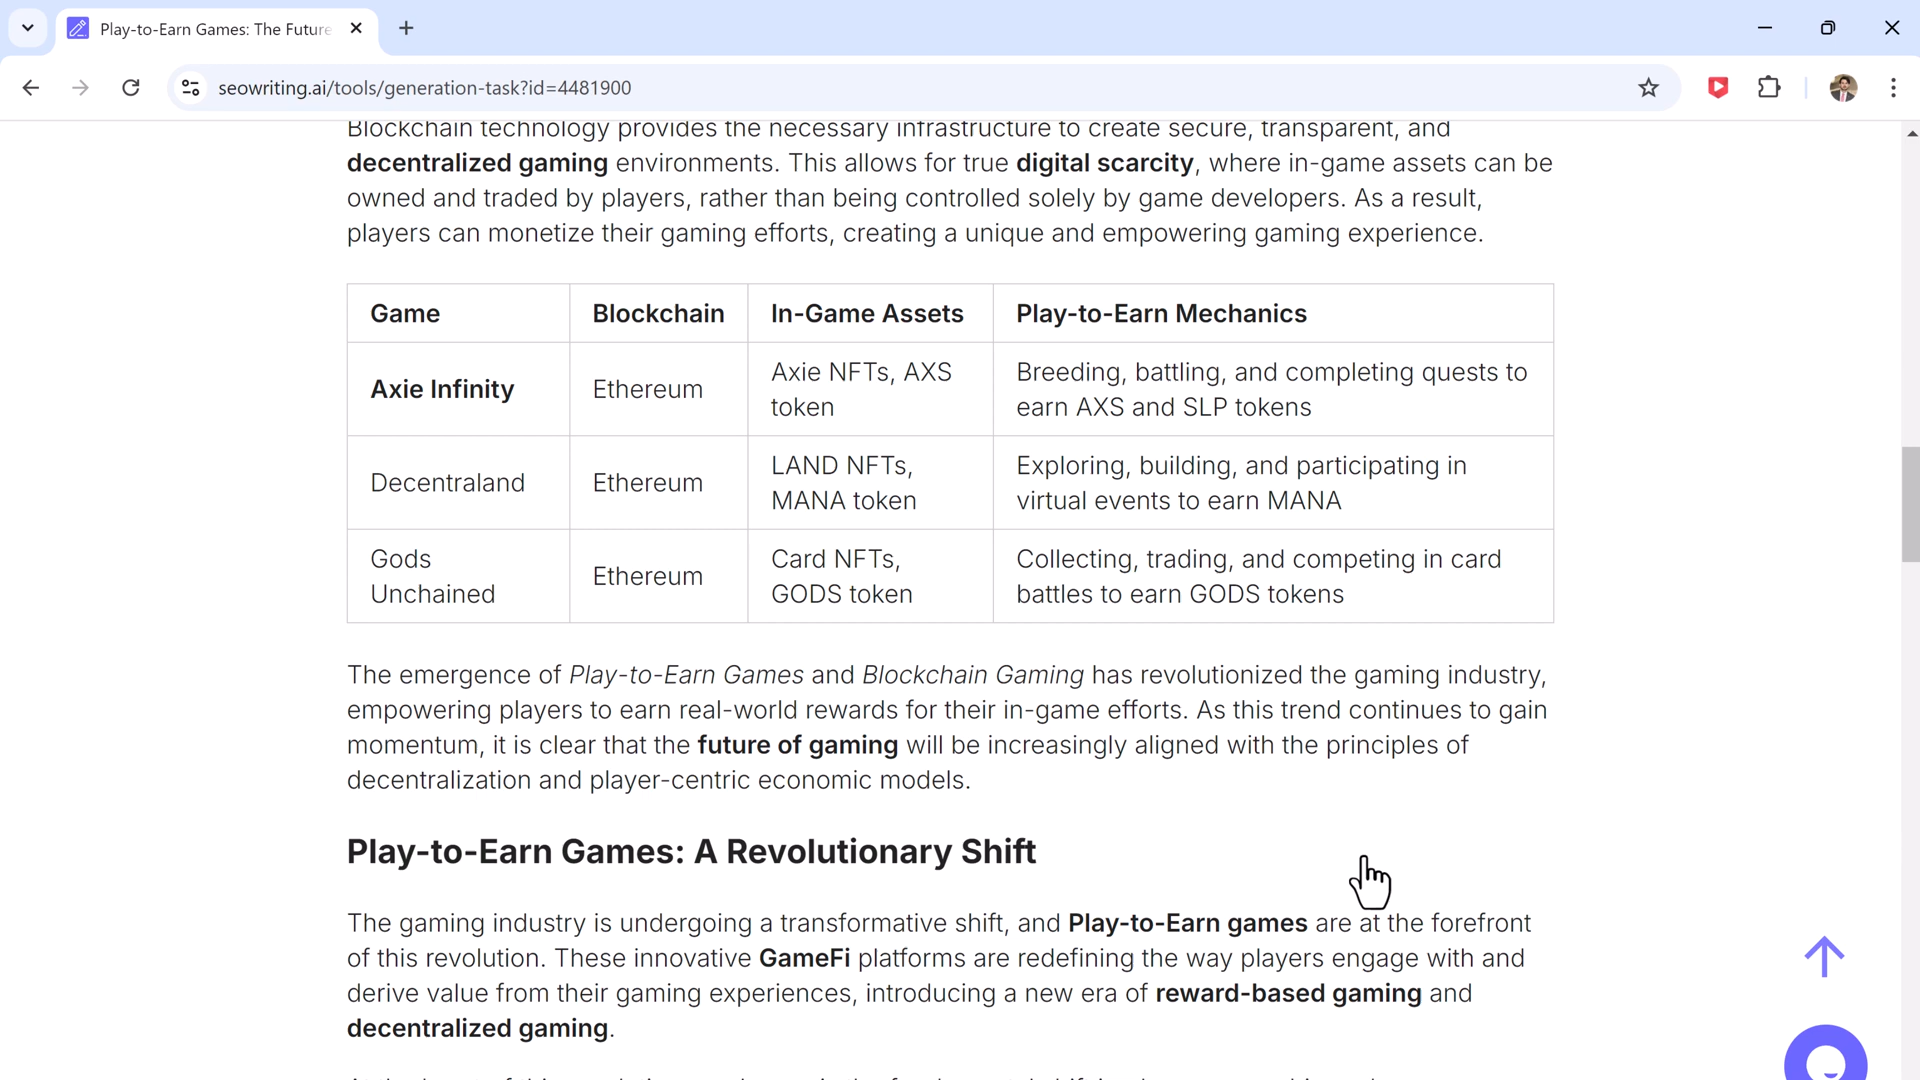 Play-to-Earn Games: The Future
seowriting.ai/tools/generation-task?id=4481900
Blockchain technology provides the necessary infrastructure to create secure, transparent, and
decentralized gaming environments. This allows for true digital scarcity, where in-game assets can be
owned and traded by players, rather than being controlled solely by game developers. As a result,
players can monetize their gaming efforts, creating a unique and empowering gaming experience.
Game Blockchain In-Game Assets Play-to-Earn Mechanics
Axie Infinity Ethereum Axie NFTs, AXS token Breeding, battling, and completing quests to earn AXS and SLP tokens
Decentraland Ethereum LAND NFTs, MANA token Exploring, building, and participating in virtual events to earn MANA
Gods Unchained Ethereum Card NFTs, GODS token Collecting, trading, and competing in card battles to earn GODS tokens
The emergence of Play-to-Earn Games and Blockchain Gaming has revolutionized the gaming industry,
empowering players to earn real-world rewards for their in-game efforts. As this trend continues to gain
momentum, it is clear that the future of gaming will be increasingly aligned with the principles of
decentralization and player-centric economic models.
Play-to-Earn Games: A Revolutionary Shift
The gaming industry is undergoing a transformative shift, and Play-to-Earn games are at the forefront
of this revolution. These innovative GameFi platforms are redefining the way players engage with and
derive value from their gaming experiences, introducing a new era of reward-based gaming and
decentralized gaming.